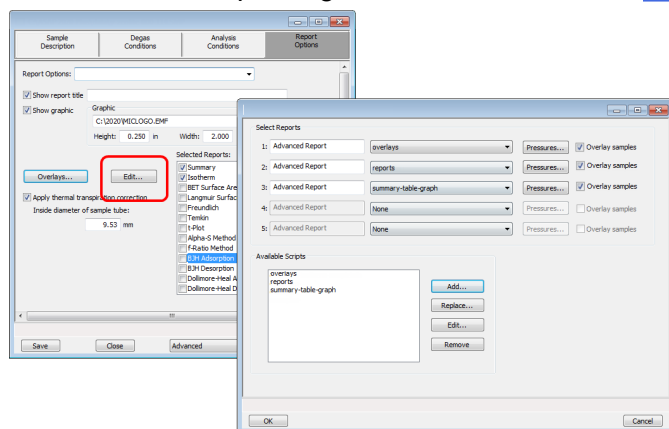 Sample Description
Degas Conditions
Analysis Conditions
Report Options
Report Options:
Show report title
Show graphic
Graphic
C:\2020\MICLOGO.EMF
Height: 0.250 in Width: 2.000
Selected Reports:
Overlays...
Edit...
Summary
Isotherm
BET Surface Are
Langmuir Surfac
Freundlich
Temkin
t-Plot
Alpha-S Method
f-Ratio Method
BJH Adsorption
BJH Desorption
Dollimore-Heal A
Dollimore-Heal D
Apply thermal transpiration correction
Inside diameter of sample tube:
9.53 mm
Save
Close
Advanced
Select Reports
1: Advanced Report overlays Pressures... Overlay samples
2: Advanced Report reports Pressures... Overlay samples
3: Advanced Report summary-table-graph Pressures... Overlay samples
4: Advanced Report None Pressures... Overlay samples
5: Advanced Report None Pressures... Overlay samples
Available Scripts
overlays
reports
summary-table-graph
Add...
Replace...
Edit...
Remove
OK
Cancel